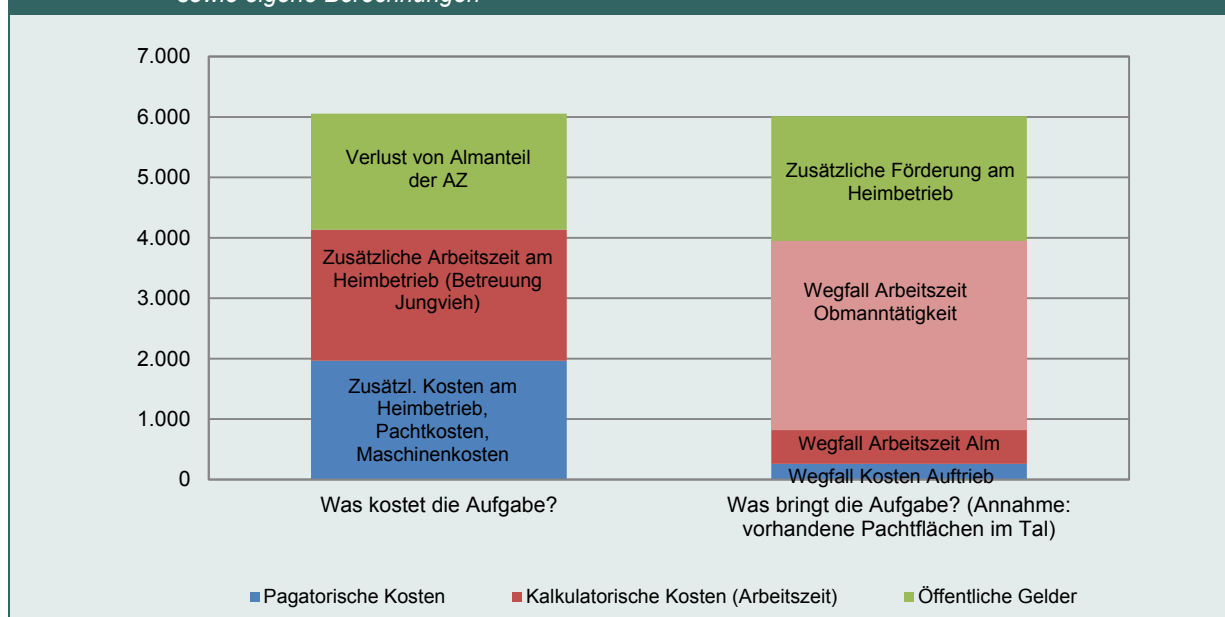 sowie eigene Berechnungen
7.000
6.000
5.000
4.000
3.000
2.000
1.000
0
Verlust von Almanteil
der AZ
Zusätzliche Arbeitszeit am
Heimbetrieb (Betreuung
Jungvieh)
Zusätzl. Kosten am
Heimbetrieb,
Pachtkosten,
Maschinenkosten
Zusätzliche Förderung am
Heimbetrieb
Wegfall Arbeitszeit
Obmanntätigkeit
Wegfall Arbeitszeit Alm
Wegfall Kosten Auftrieb
Was kostet die Aufgabe?
Was bringt die Aufgabe? (Annahme:
vorhandene Pachtflächen im Tal)
Pagatorische Kosten
Kalkulatorische Kosten (Arbeitszeit)
Öffentliche Gelder